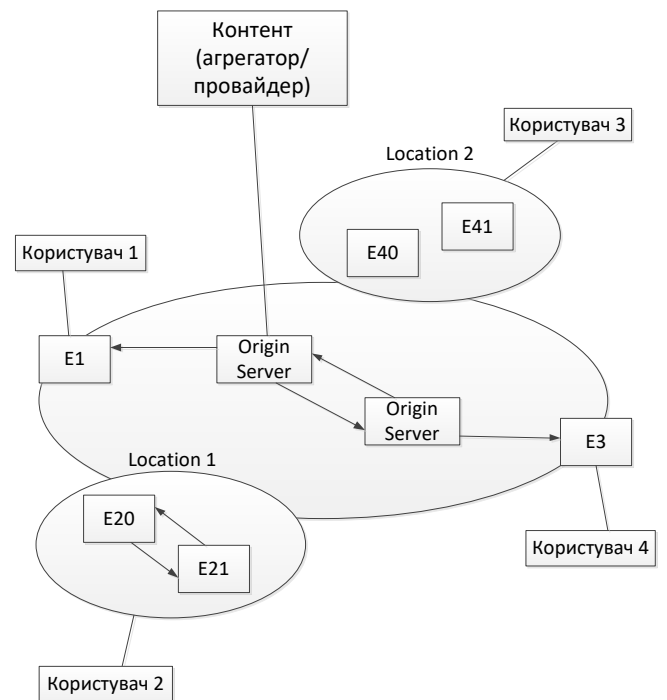 Контент
(агрегатор/
провайдер)
Користувач 3
Location 2
E41
E40
Користувач 1
E1
Origin
Server
Origin
Server
E3
Location 1
E20
E21
Користувач 4
Користувач 2